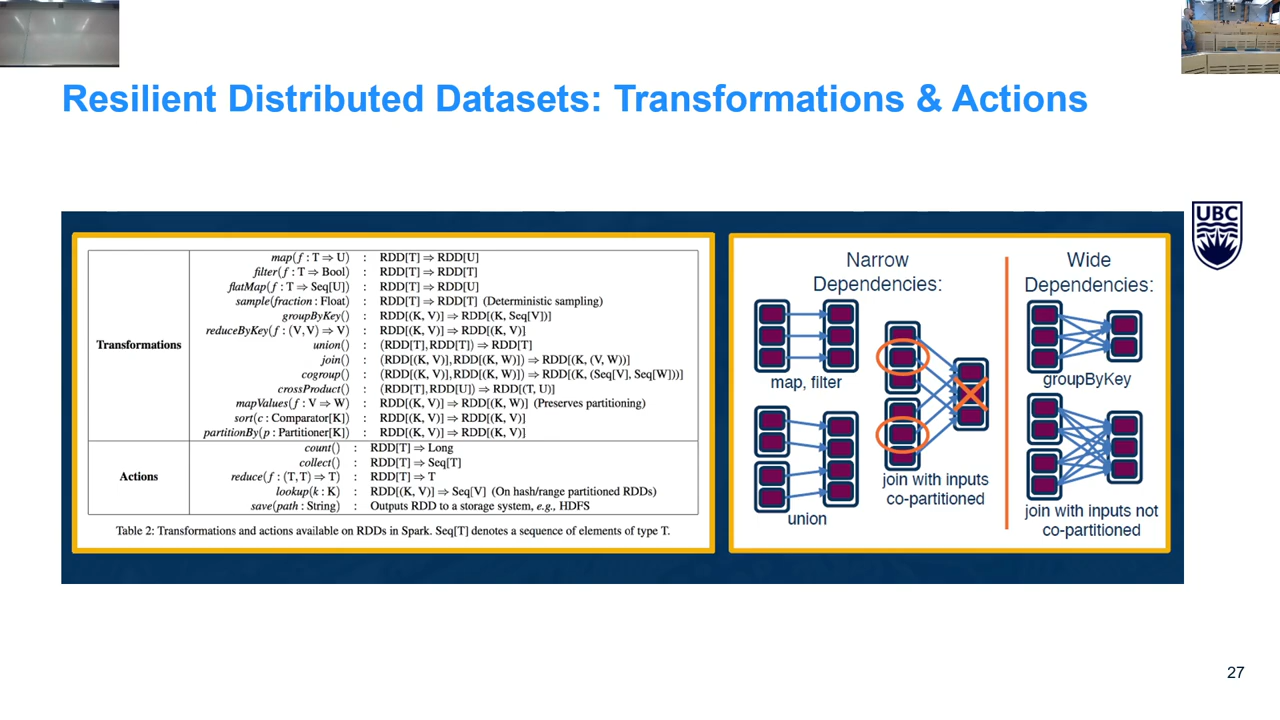 Resilient Distributed Datasets: Transformations & Actions
UBC
Transformations
map(f : T ⇒ U) : RDD[T] ⇒ RDD[U]
filter(f : T ⇒ Bool) : RDD[T] ⇒ RDD[T]
flatMap(f : T ⇒ Seq[U]) : RDD[T] ⇒ RDD[U]
sample(fraction : Float) : RDD[T] ⇒ RDD[T] (Deterministic sampling)
groupByKey() : RDD[(K, V)] ⇒ RDD[(K, Seq[V])]
reduceByKey(f : (V, V) ⇒ V) : RDD[(K, V)] ⇒ RDD[(K, V)]
union() : (RDD[T], RDD[T]) ⇒ RDD[T]
join() : (RDD[(K, V)], RDD[(K, W)]) ⇒ RDD[(K, (V, W))]
cogroup() : (RDD[(K, V)], RDD[(K, W)]) ⇒ RDD[(K, (Seq[V], Seq[W]))]
crossProduct() : (RDD[T], RDD[U]) ⇒ RDD[(T, U)]
mapValues(f : V ⇒ W) : RDD[(K, V)] ⇒ RDD[(K, W)] (Preserves partitioning)
sort(c : Comparator[K]) : RDD[(K, V)] ⇒ RDD[(K, V)]
partitionBy(p : Partitioner[K]) : RDD[(K, V)] ⇒ RDD[(K, V)]
Actions
count() : RDD[T] ⇒ Long
collect() : RDD[T] ⇒ Seq[T]
reduce(f : (T, T) ⇒ T) : RDD[T] ⇒ T
lookup(k : K) : RDD[(K, V)] ⇒ Seq[V] (On hash/range partitioned RDDs)
save(path : String) : Outputs RDD to a storage system, e.g., HDFS
Table 2: Transformations and actions available on RDDs in Spark. Seq[T] denotes a sequence of elements of type T.
Narrow
Dependencies:
map, filter
union
join with inputs
co-partitioned
Wide
Dependencies:
groupByKey
join with inputs not
co-partitioned
27